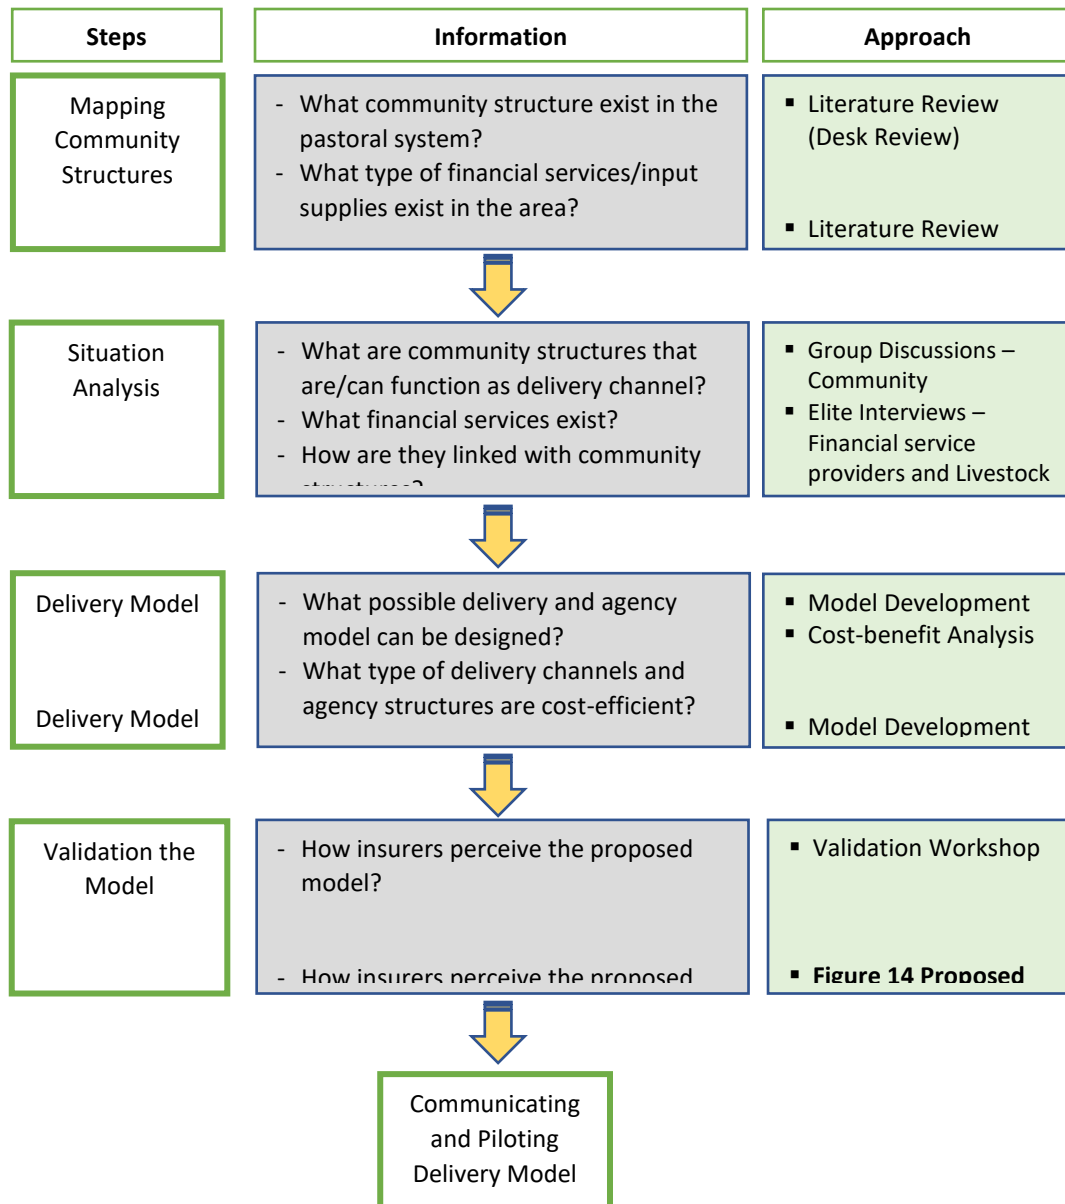 Steps
Information
Approach
Mapping
Community
Structures
- What community structure exist in the
pastoral system?
- What type of financial services/input
supplies exist in the area?
▪ Literature Review
(Desk Review)
▪ Literature Review
Situation
Analysis
- What are community structures that
are/can function as delivery channel?
- What financial services exist?
- How are they linked with community
structures?
▪ Group Discussions –
Community
▪ Elite Interviews –
Financial service
providers and Livestock
Delivery Model
Delivery Model
- What possible delivery and agency
model can be designed?
- What type of delivery channels and
agency structures are cost-efficient?
▪ Model Development
▪ Cost-benefit Analysis
▪ Model Development
Validation the
Model
- How insurers perceive the proposed
model?
- How insurers perceive the proposed
▪ Validation Workshop
▪ Figure 14 Proposed
Communicating
and Piloting
Delivery Model